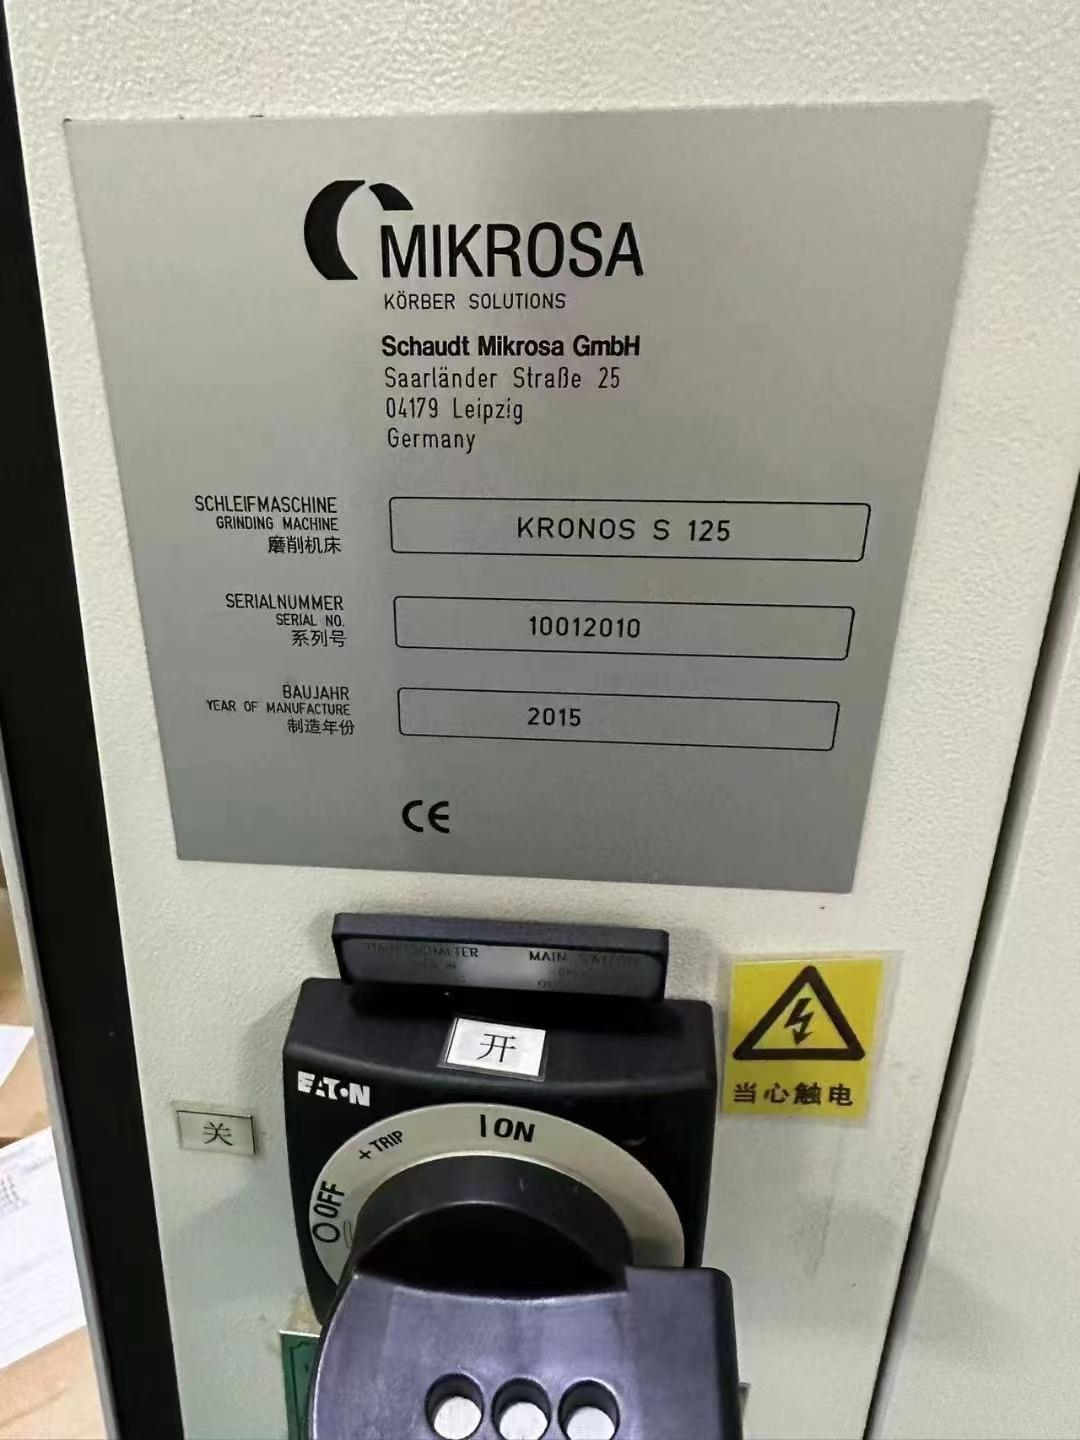 MIKROSA
KÖRBER SOLUTIONS
Schaudt Mikrosa GmbH
Saarländer Straße 25
04179 Leipzig
Germany
SCHLEIFMASCHINE
GRINDING MACHINE
磨削机床
KRONOS S 125
SERIALNUMMER
SERIAL NO.
系列号
10012010
BAUJAHR
YEAR OF MANUFACTURE
制造年份
2015
CE
MAIN
开
EATON
当心触电
关
I ON
+ TRIP
O OFF